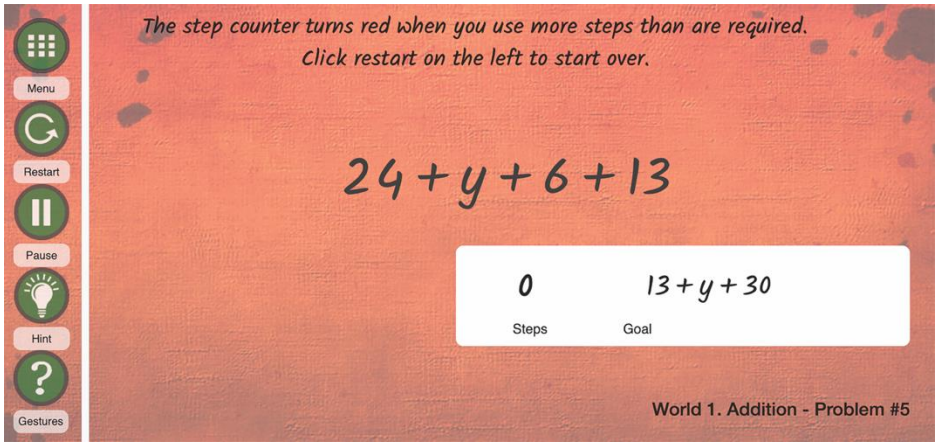 The step counter turns red when you use more steps than are required.
Click restart on the left to start over.
Menu
Restart
Pause
Hint
?
Gestures
24 + y + 6 + 13
0
Steps
13 + y + 30
Goal
World 1. Addition - Problem #5